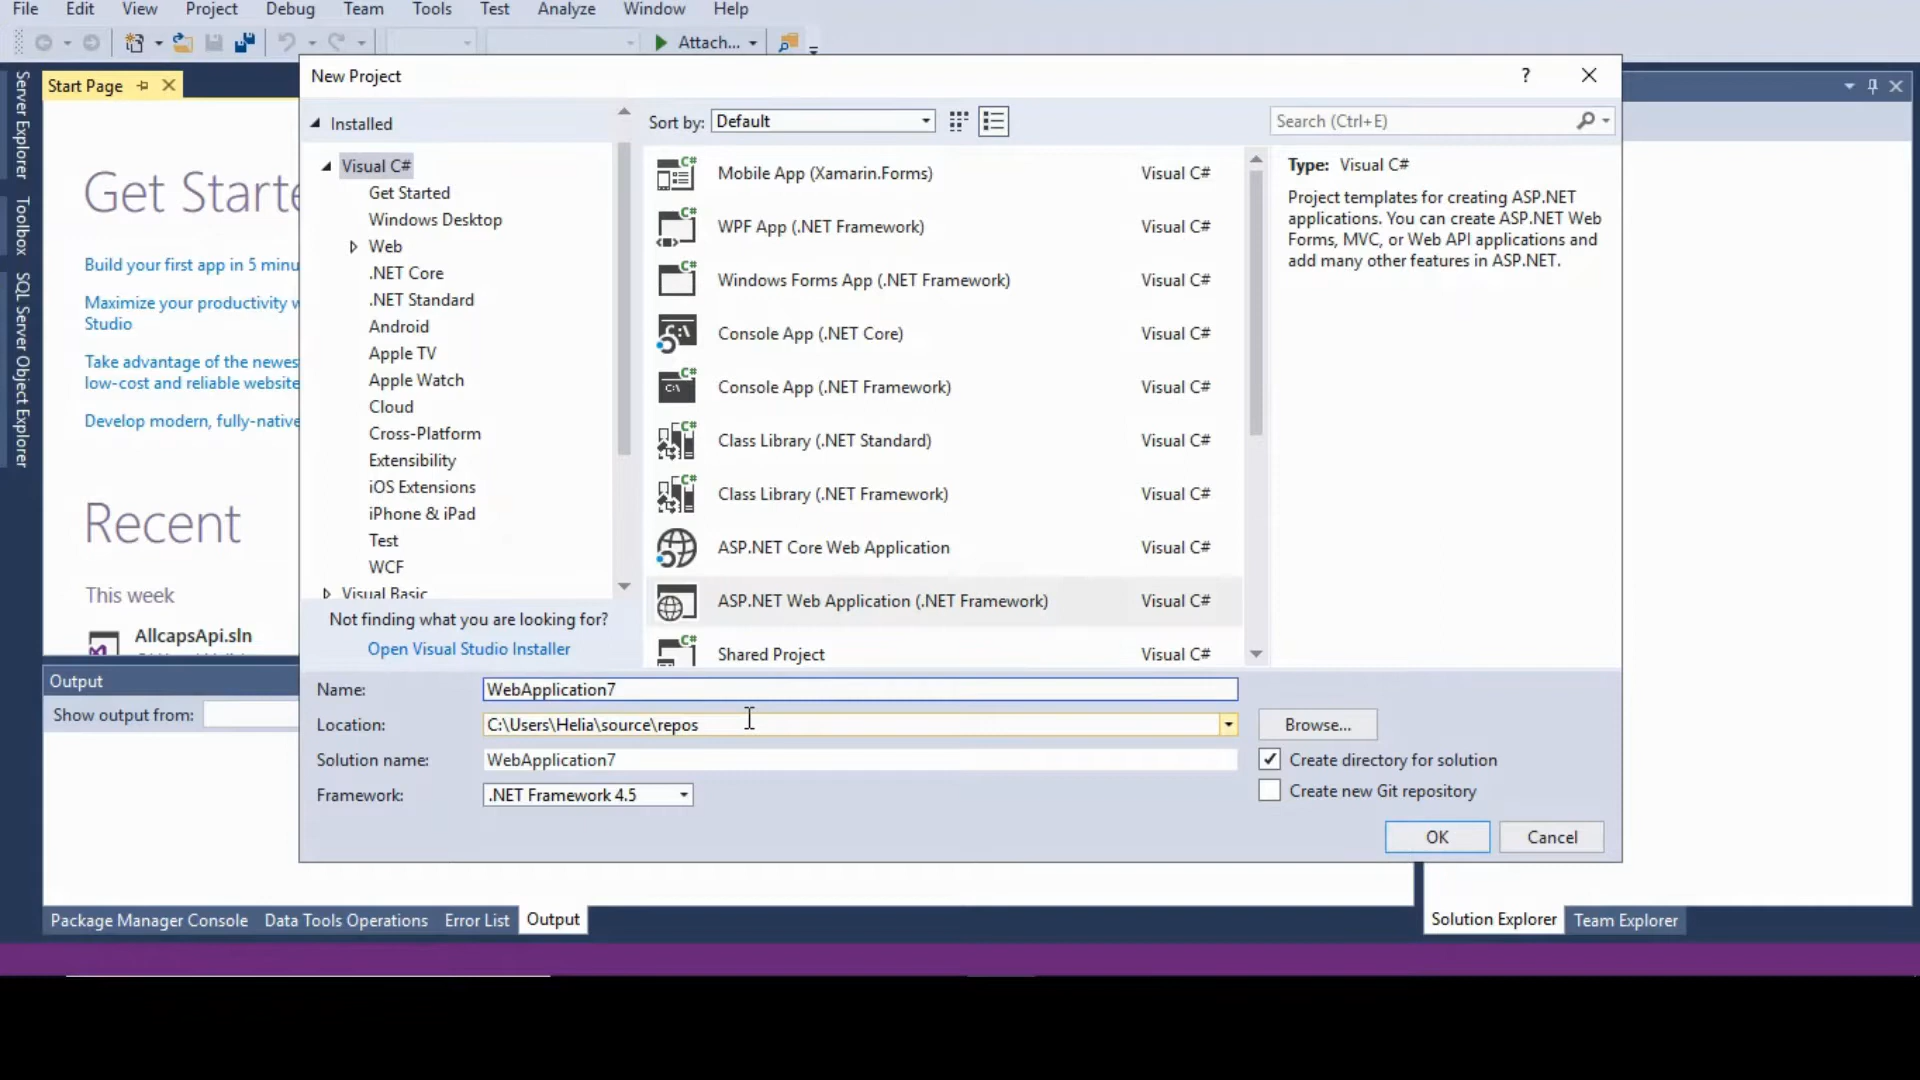 File Edit View Project Debug Team Tools Test Analyze Window Help
Attach...
Start Page
New Project
?
Server Explorer
Toolbox
SQL Server Object Explorer
Get Starte
Build your first app in 5 minu
Maximize your productivity w
Studio
Take advantage of the newes
low-cost and reliable website
Develop modern, fully-native
Recent
This week
AllcapsApi.sln
Installed
Visual C#
Get Started
Windows Desktop
Web
.NET Core
.NET Standard
Android
Apple TV
Apple Watch
Cloud
Cross-Platform
Extensibility
iOS Extensions
iPhone & iPad
Test
WCF
Visual Basic
Not finding what you are looking for?
Open Visual Studio Installer
Sort by: Default
Search (Ctrl+E)
Mobile App (Xamarin.Forms) Visual C#
WPF App (.NET Framework) Visual C#
Windows Forms App (.NET Framework) Visual C#
Console App (.NET Core) Visual C#
Console App (.NET Framework) Visual C#
Class Library (.NET Standard) Visual C#
Class Library (.NET Framework) Visual C#
ASP.NET Core Web Application Visual C#
ASP.NET Web Application (.NET Framework) Visual C#
Shared Project Visual C#
Type: Visual C#
Project templates for creating ASP.NET
applications. You can create ASP.NET Web
Forms, MVC, or Web API applications and
add many other features in ASP.NET.
Name: WebApplication7
Location: C:\Users\Helia\source\repos
Browse...
Solution name: WebApplication7
Create directory for solution
Framework: .NET Framework 4.5
Create new Git repository
OK Cancel
Output
Show output from:
Package Manager Console Data Tools Operations Error List Output
Solution Explorer Team Explorer